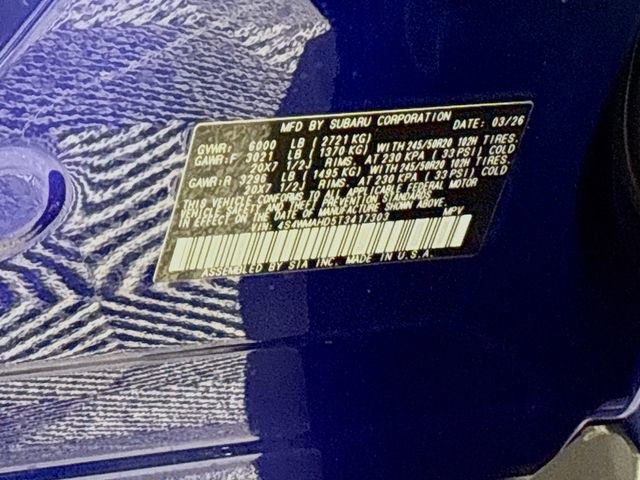 MFD BY SUBARU CORPORATION DATE: 03/26
GVWR: 6000 LB (2721 KG)
GAWR:F 3021 LB (1370 KG) WITH 245/50R20 102H TIRES.
20X7 1/2J RIMS. AT 230 KPA (33 PSI) COLD
GAWR:R 3296 LB (1495 KG) WITH 245/50R20 102H TIRES.
20X7 1/2J RIMS. AT 230 KPA (33 PSI) COLD
THIS VEHICLE CONFORMS TO ALL APPLICABLE FEDERAL MOTOR
VEHICLE SAFETY AND THEFT PREVENTION STANDARDS
IN EFFECT ON THE DATE OF MANUFACTURE SHOWN ABOVE.
VIN: MPV
ASSEMBLED BY SIA INC. MADE IN U.S.A.